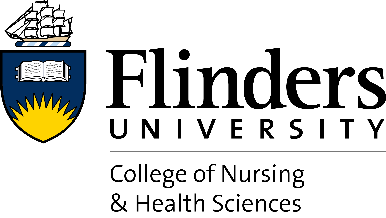 Flinders
UNIVERSITY
College of Nursing
& Health Sciences